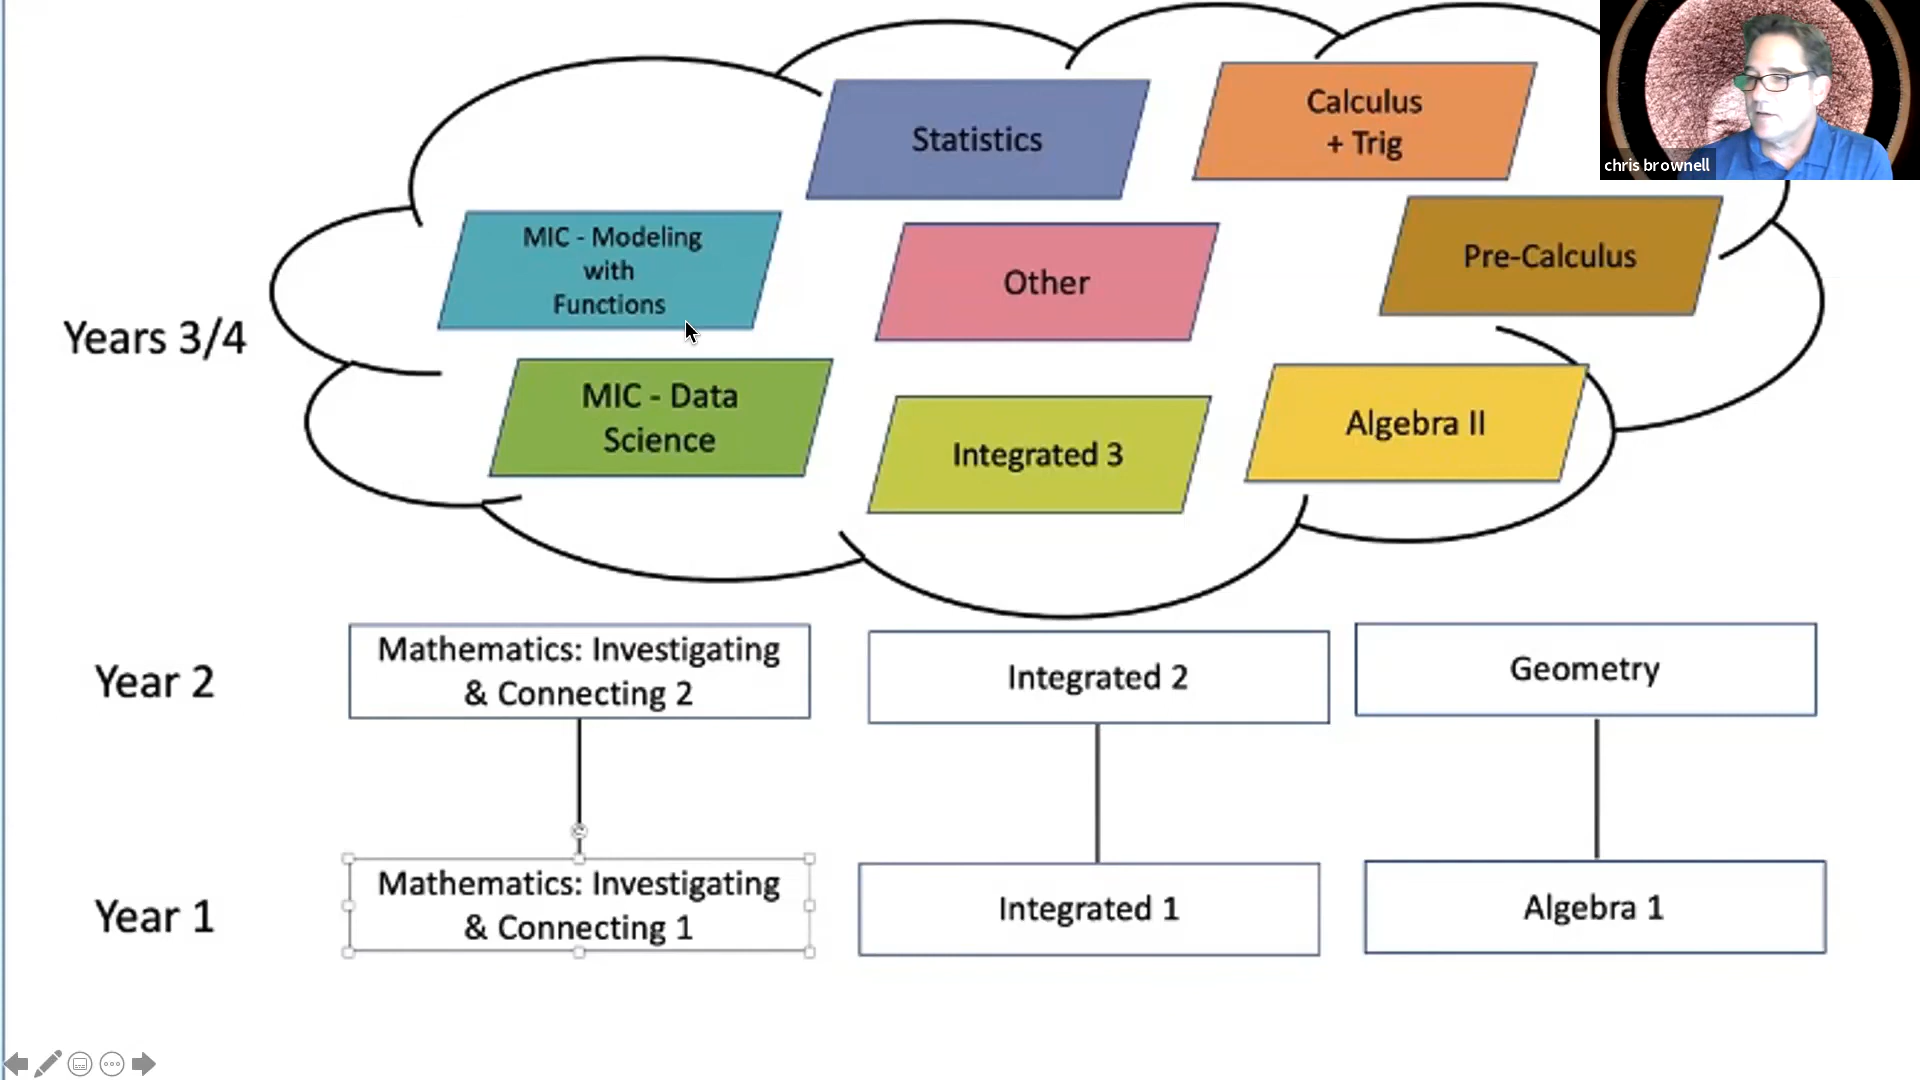 Statistics
Calculus
+ Trig
chris brownell
MIC - Modeling
with
Functions
Other
Pre-Calculus
Years 3/4
MIC - Data
Science
Integrated 3
Algebra II
Year 2
Mathematics: Investigating
& Connecting 2
Integrated 2
Geometry
Year 1
Mathematics: Investigating
& Connecting 1
Integrated 1
Algebra 1